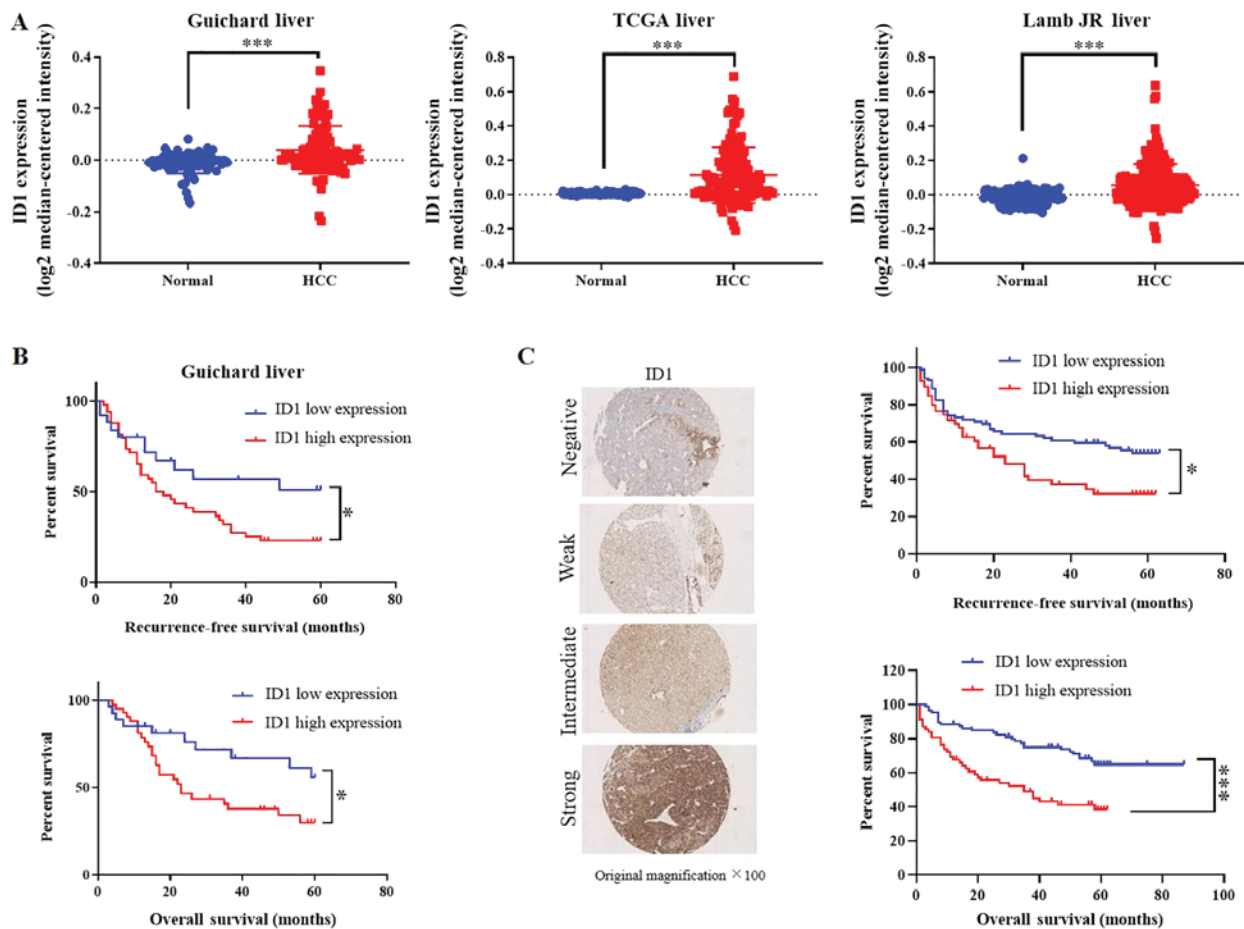 A
Guichard liver
***
ID1 expression
(log2 median-centered intensity)
0.4
0.2
0.0
-0.2
-0.4
Normal
HCC
TCGA liver
***
ID1 expression
(log2 median-centered intensity)
0.8
0.6
0.4
0.2
0.0
-0.2
-0.4
Normal
HCC
Lamb JR liver
***
ID1 expression
(log2 median-centered intensity)
0.8
0.6
0.4
0.2
0.0
-0.2
-0.4
Normal
HCC
B
Guichard liver
ID1 low expression
ID1 high expression
Percent survival
100
50
0
0
20
40
60
80
*
Recurrence-free survival (months)
ID1 low expression
ID1 high expression
Percent survival
100
50
0
0
20
40
60
80
*
Overall survival (months)
C
ID1
Negative
Weak
Intermediate
Strong
Original magnification ×100
ID1 low expression
ID1 high expression
Percent survival
100
80
60
40
20
0
0
20
40
60
80
100
*
Recurrence-free survival (months)
ID1 low expression
ID1 high expression
Percent survival
120
100
80
60
40
20
0
0
20
40
60
80
100
***
Overall survival (months)